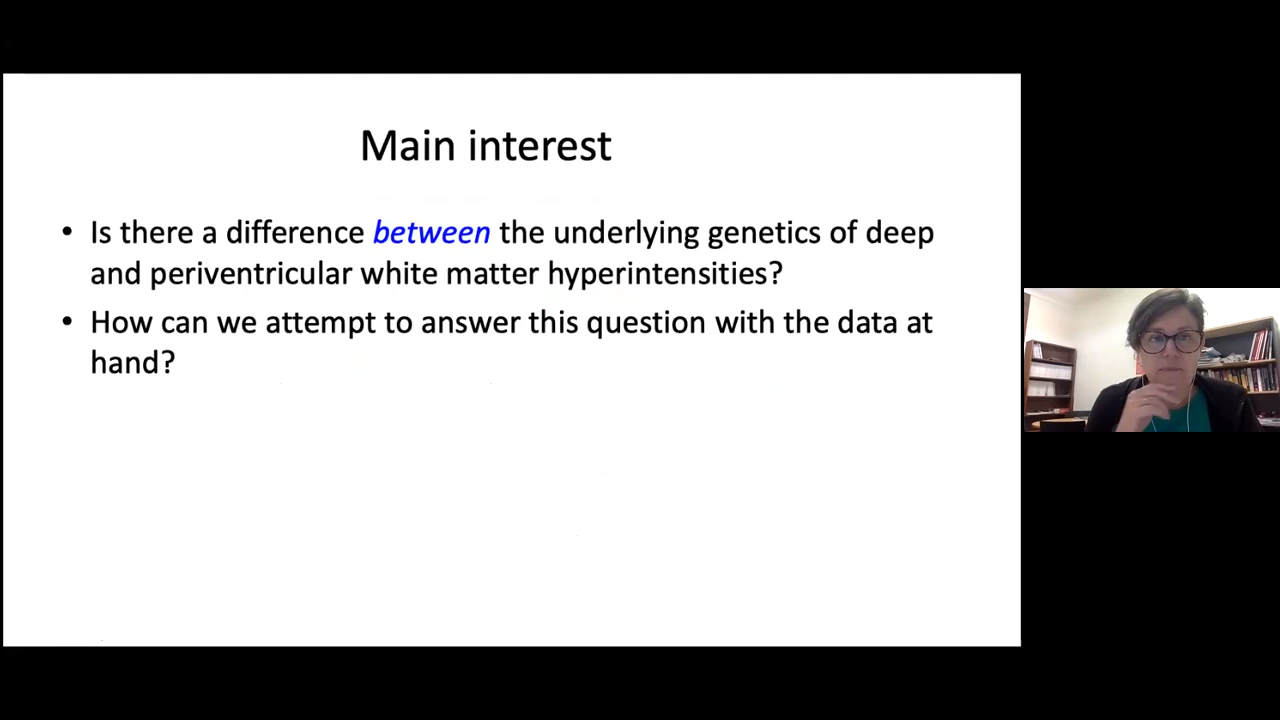 Main interest
• Is there a difference between the underlying genetics of deep
and periventricular white matter hyperintensities?
• How can we attempt to answer this question with the data at
hand?